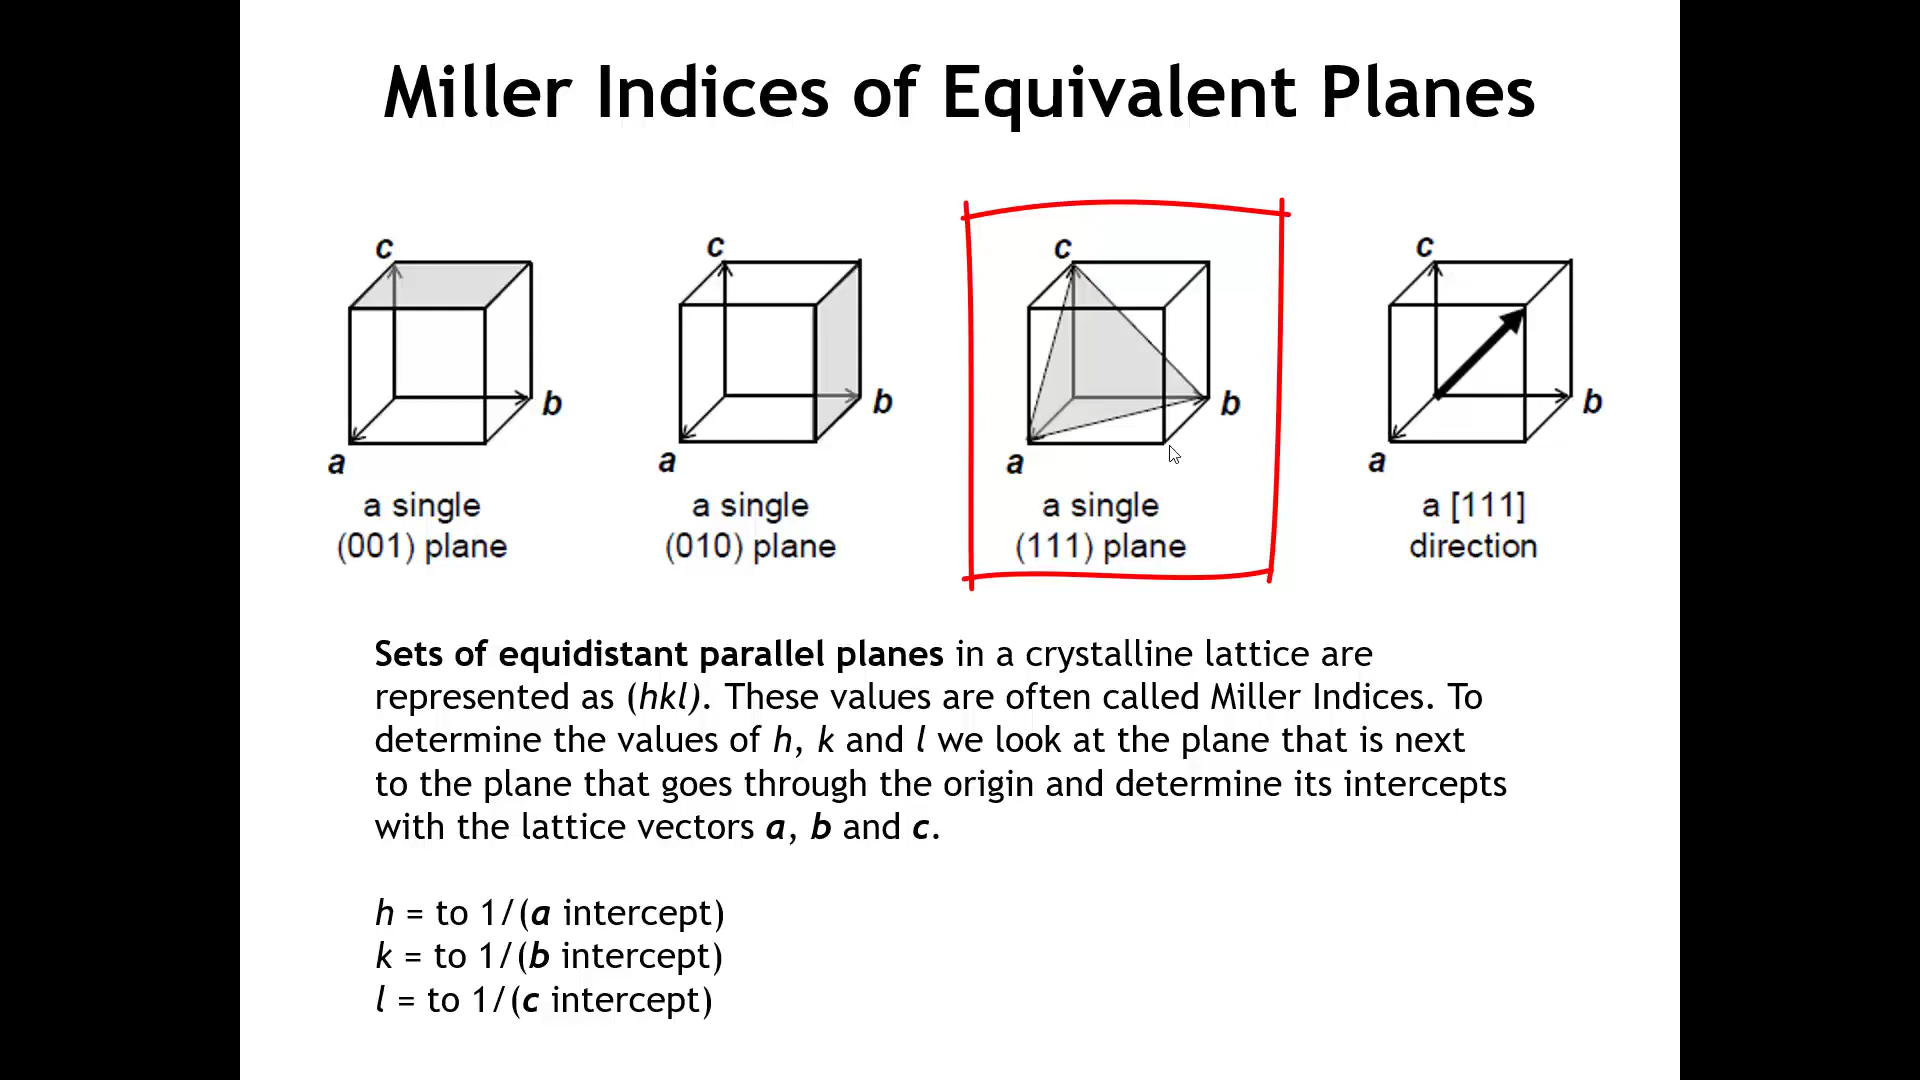 Miller Indices of Equivalent Planes
c
b
a
a single
(001) plane
c
b
a
a single
(010) plane
c
b
a
a single
(111) plane
c
b
a
a [111]
direction
Sets of equidistant parallel planes in a crystalline lattice are
represented as (hkl). These values are often called Miller Indices. To
determine the values of h, k and l we look at the plane that is next
to the plane that goes through the origin and determine its intercepts
with the lattice vectors a, b and c.
h = to 1/(a intercept)
k = to 1/(b intercept)
l = to 1/(c intercept)